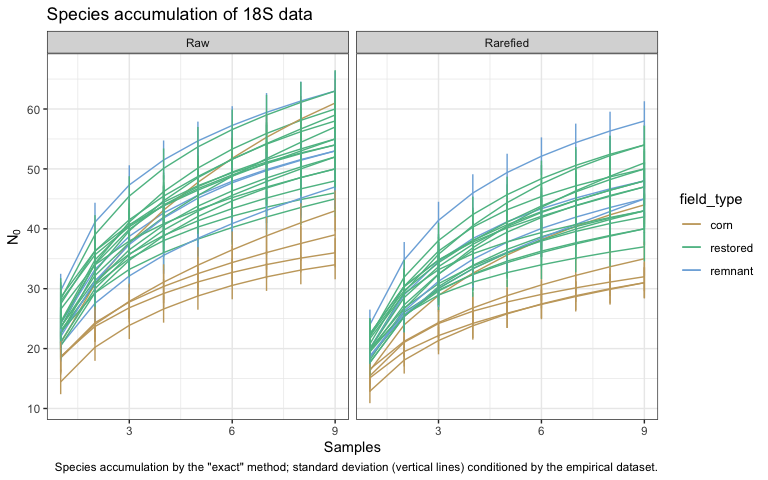 Species accumulation of 18S data
Raw
Rarefied
N0
60
50
40
30
20
10
3
6
9
3
6
9
Samples
field_type
corn
restored
remnant
Species accumulation by the "exact" method; standard deviation (vertical lines) conditioned by the empirical dataset.